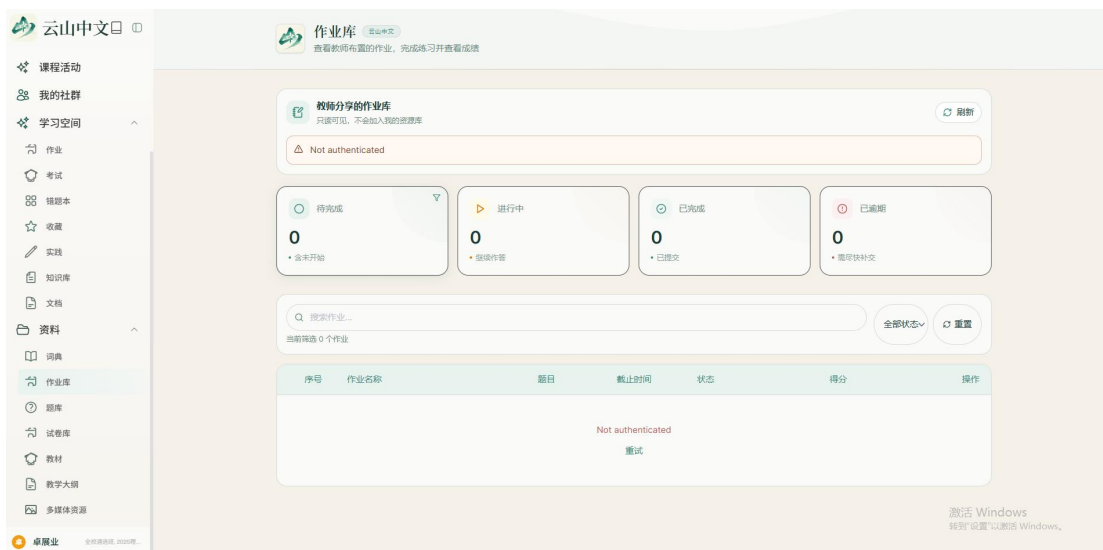 云山中文
课程活动
我的社群
学习空间
作业
考试
错题本
收藏
实践
知识库
文档
资料
词典
作业库
题库
试卷库
教材
教学大纲
多媒体资源
卓展业
作业库 云山中文
查看教师布置的作业，完成练习并查看成绩
教师分享的作业库
只读可见，不会加入我的资源库
刷新
Not authenticated
待完成
0
• 含未开始
进行中
0
• 继续作答
已完成
0
• 已提交
已逾期
0
• 需尽快补交
搜索作业...
全部状态
重置
当前筛选 0 个作业
序号 作业名称 题目 截止时间 状态 得分 操作
Not authenticated
重试
激活 Windows
转到"设置"以激活 Windows。